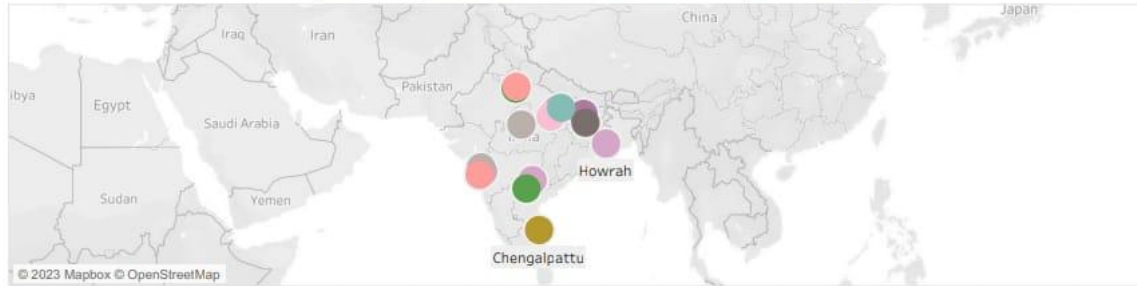 Japan
China
Iraq
Iran
Pakistan
ibya
Egypt
Saudi Arabia
Howrah
Sudan
Yemen
Chengalpattu
© 2023 Mapbox © OpenStreetMap